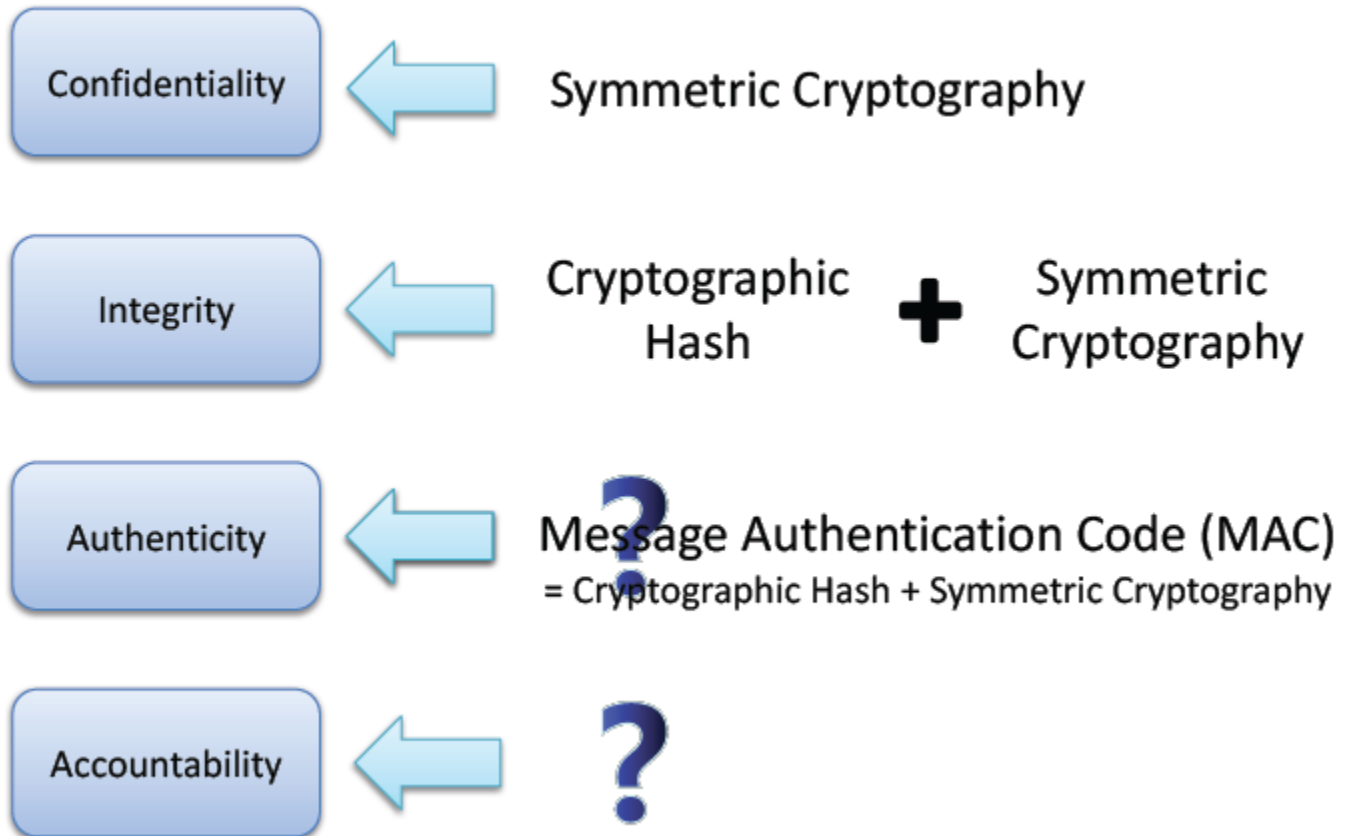 Confidentiality
Symmetric Cryptography
Integrity
Cryptographic
Hash
+
Symmetric
Cryptography
Authenticity
?
Message Authentication Code (MAC)
= Cryptographic Hash + Symmetric Cryptography
Accountability
?